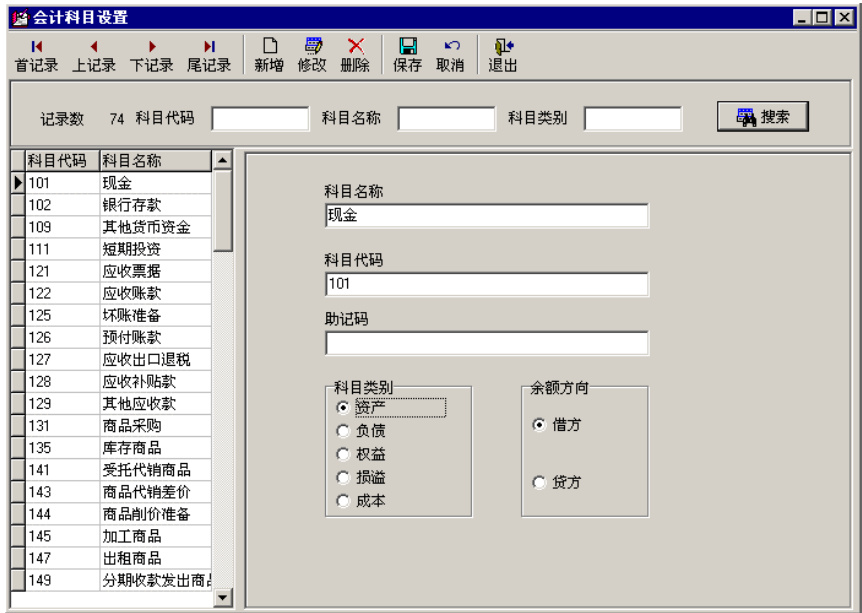 会计科目设置
首记录 上记录 下记录 尾记录 新增 修改 删除 保存 取消 退出
记录数 74 科目代码 科目名称 科目类别 搜索
科目代码 科目名称
101 现金
102 银行存款
109 其他货币资金
111 短期投资
121 应收票据
122 应收账款
125 坏账准备
126 预付账款
127 应收出口退税
128 应收补贴款
129 其他应收款
131 商品采购
135 库存商品
141 受托代销商品
143 商品代销差价
144 商品削价准备
145 加工商品
147 出租商品
149 分期收款发出商
科目名称
现金
科目代码
101
助记码
科目类别
资产
负债
权益
损溢
成本
余额方向
借方
贷方